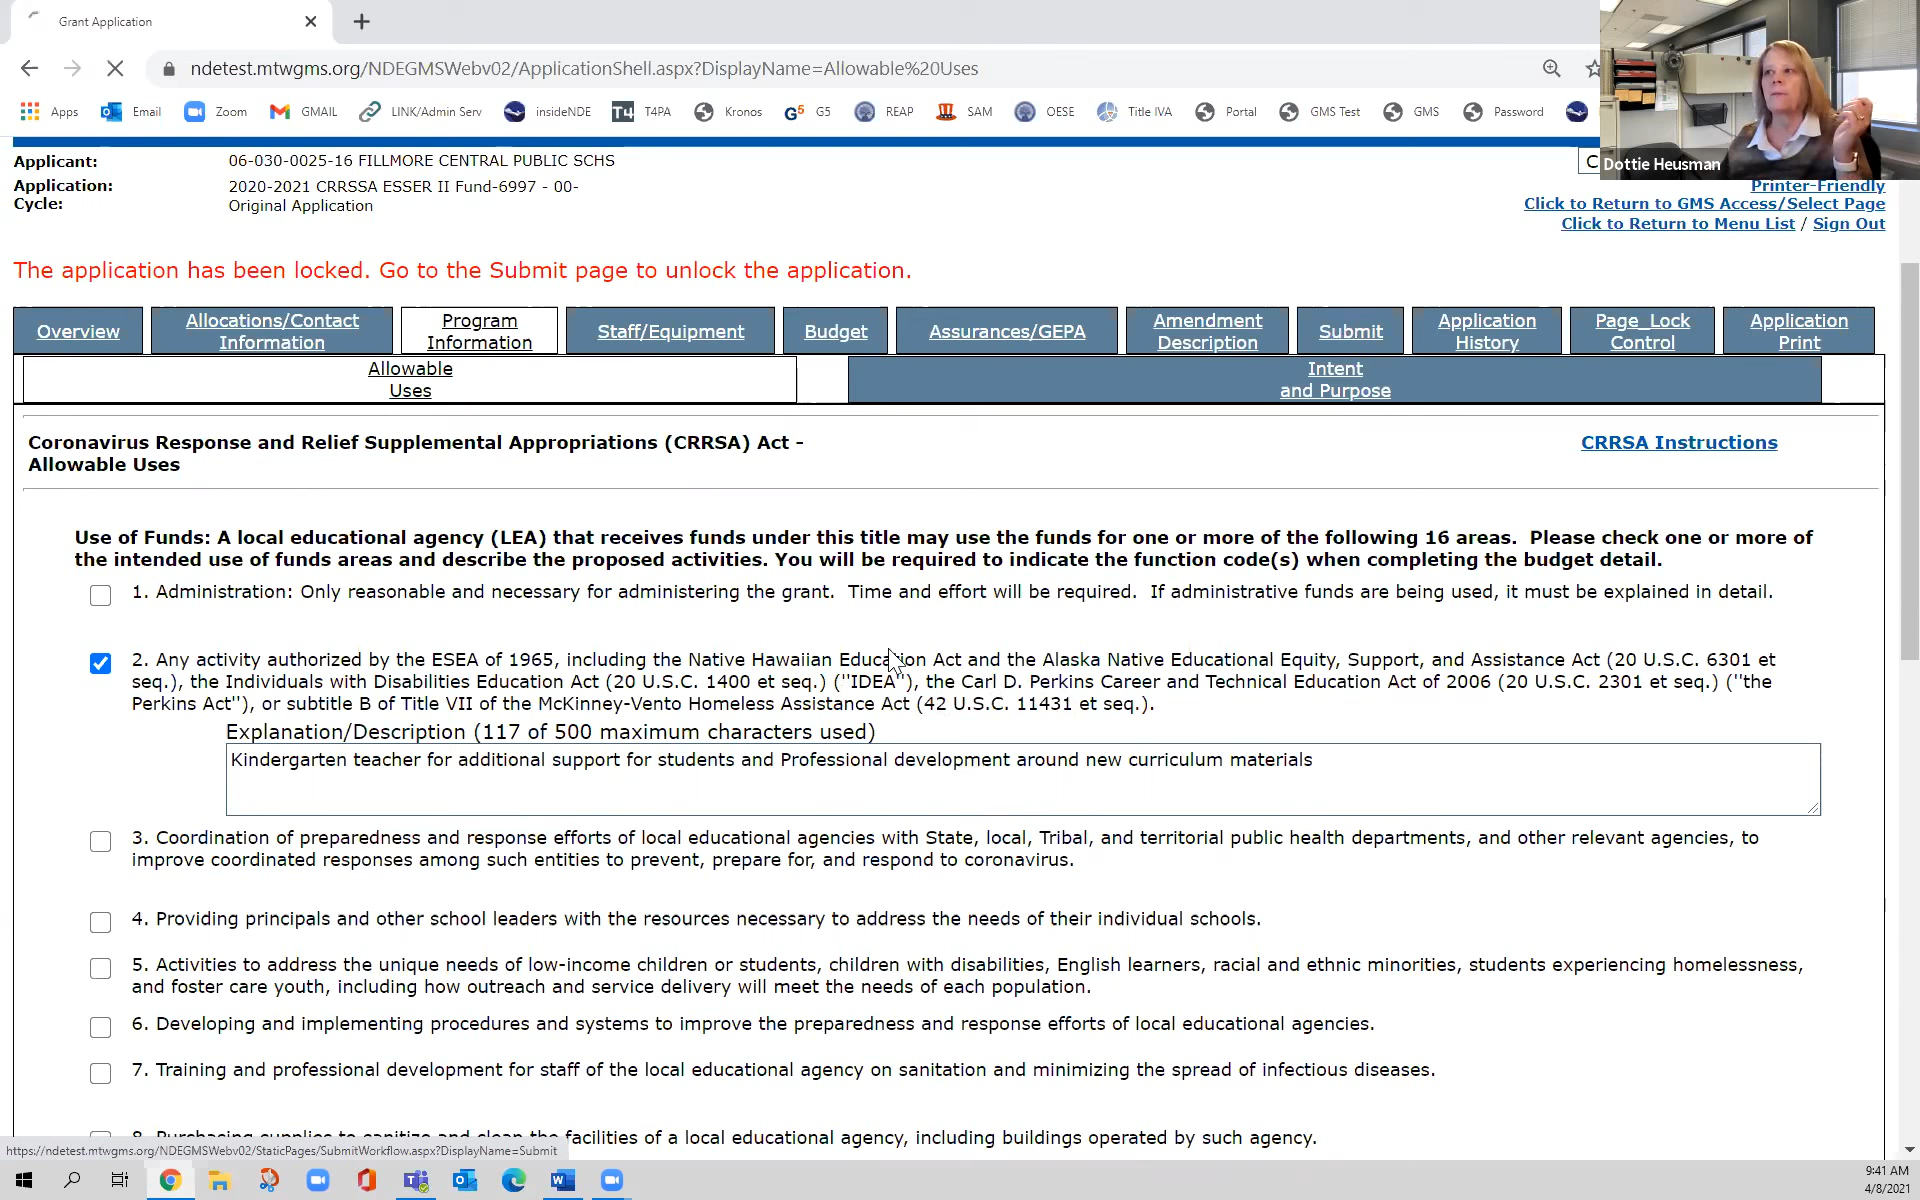 Grant Application
ndetest.mtwgms.org/NDEGMSWebv02/ApplicationShell.aspx?DisplayName=Allowable%20Uses
Apps Email Zoom GMAIL LINK/Admin Serv insideNDE T4PA Kronos G5 REAP SAM OESE Title IVA Portal GMS Test GMS Password
Dottie Heusman
Applicant: 06-030-0025-16 FILLMORE CENTRAL PUBLIC SCHS
Application: 2020-2021 CRRSSA ESSER II Fund-6997 - 00-
Cycle: Original Application
Printer-Friendly
Click to Return to GMS Access/Select Page
Click to Return to Menu List / Sign Out
The application has been locked. Go to the Submit page to unlock the application.
Overview
Allocations/Contact
Information
Program
Information
Staff/Equipment
Budget
Assurances/GEPA
Amendment
Description
Submit
Application
History
Page_Lock
Control
Application
Print
Allowable
Uses
Intent
and Purpose
Coronavirus Response and Relief Supplemental Appropriations (CRRSA) Act -
Allowable Uses
CRRSA Instructions
Use of Funds: A local educational agency (LEA) that receives funds under this title may use the funds for one or more of the following 16 areas. Please check one or more of
the intended use of funds areas and describe the proposed activities. You will be required to indicate the function code(s) when completing the budget detail.
1. Administration: Only reasonable and necessary for administering the grant. Time and effort will be required. If administrative funds are being used, it must be explained in detail.
2. Any activity authorized by the ESEA of 1965, including the Native Hawaiian Education Act and the Alaska Native Educational Equity, Support, and Assistance Act (20 U.S.C. 6301 et
seq.), the Individuals with Disabilities Education Act (20 U.S.C. 1400 et seq.) (''IDEA''), the Carl D. Perkins Career and Technical Education Act of 2006 (20 U.S.C. 2301 et seq.) (''the
Perkins Act''), or subtitle B of Title VII of the McKinney-Vento Homeless Assistance Act (42 U.S.C. 11431 et seq.).
Explanation/Description (117 of 500 maximum characters used)
Kindergarten teacher for additional support for students and Professional development around new curriculum materials
3. Coordination of preparedness and response efforts of local educational agencies with State, local, Tribal, and territorial public health departments, and other relevant agencies, to
improve coordinated responses among such entities to prevent, prepare for, and respond to coronavirus.
4. Providing principals and other school leaders with the resources necessary to address the needs of their individual schools.
5. Activities to address the unique needs of low-income children or students, children with disabilities, English learners, racial and ethnic minorities, students experiencing homelessness,
and foster care youth, including how outreach and service delivery will meet the needs of each population.
6. Developing and implementing procedures and systems to improve the preparedness and response efforts of local educational agencies.
7. Training and professional development for staff of the local educational agency on sanitation and minimizing the spread of infectious diseases.
8. Purchasing supplies to sanitize and clean the facilities of a local educational agency, including buildings operated by such agency.
https://ndetest.mtwgms.org/NDEGMSWebv02/StaticPages/SubmitWorkflow.aspx?DisplayName=Submit
9:41 AM
4/8/2021